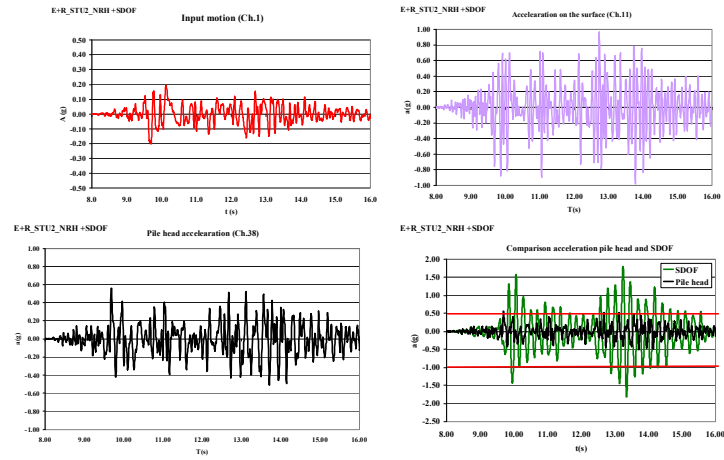 E+R_STU2_NRH +SDOF
Input motion (Ch.1)
0.50
0.40
0.30
0.20
0.10
0.00
-0.10
-0.20
-0.30
-0.40
-0.50
A (g)
8.0 9.0 10.0 11.0 12.0 13.0 14.0 15.0 16.0
t (s)
E+R_STU2_NRH +SDOF
Accelearation on the surface (Ch.11)
1.00
0.80
0.60
0.40
0.20
0.00
-0.20
-0.40
-0.60
-0.80
-1.00
a(g)
8.00 9.00 10.00 11.00 12.00 13.00 14.00 15.00 16.00
T(s)
E+R_STU2_NRH +SDOF
Pile head accelearation (Ch.38)
1.00
0.80
0.60
0.40
0.20
0.00
-0.20
-0.40
-0.60
-0.80
-1.00
a(g)
8.00 9.00 10.00 11.00 12.00 13.00 14.00 15.00 16.00
T(s)
E+R_STU2_NRH +SDOF
Comparison acceleration pile head and SDOF
2.00
1.50
1.00
0.50
0.00
-0.50
-1.00
-1.50
-2.00
-2.50
a(g)
SDOF
Pile head
8.00 9.00 10.00 11.00 12.00 13.00 14.00 15.00 16.00
t(s)